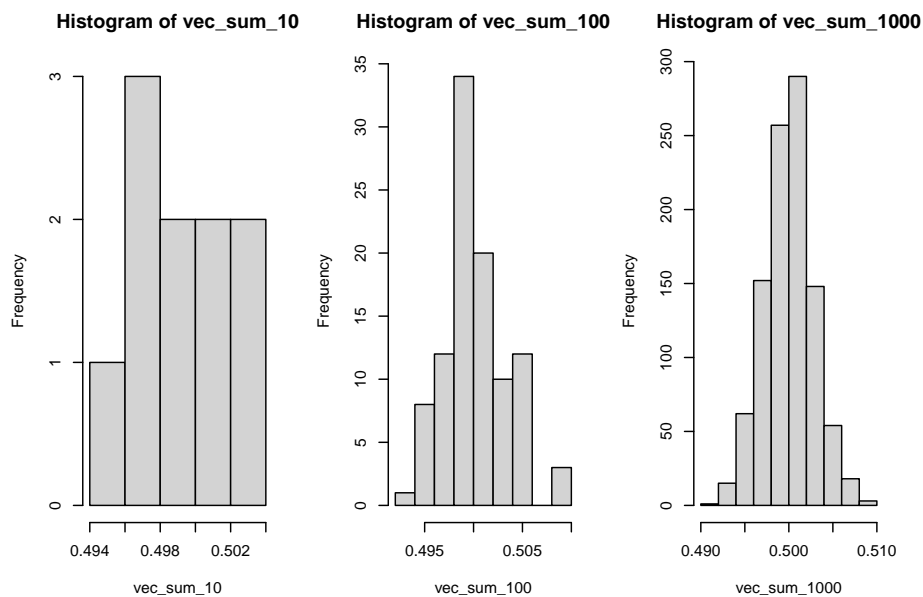 Histogram of vec_sum_10
Frequency
3
2
1
0
0.494 0.498 0.502
vec_sum_10
Histogram of vec_sum_100
Frequency
35
30
25
20
15
10
5
0
0.495 0.505
vec_sum_100
Histogram of vec_sum_1000
Frequency
300
250
200
150
100
50
0
0.490 0.500 0.510
vec_sum_1000